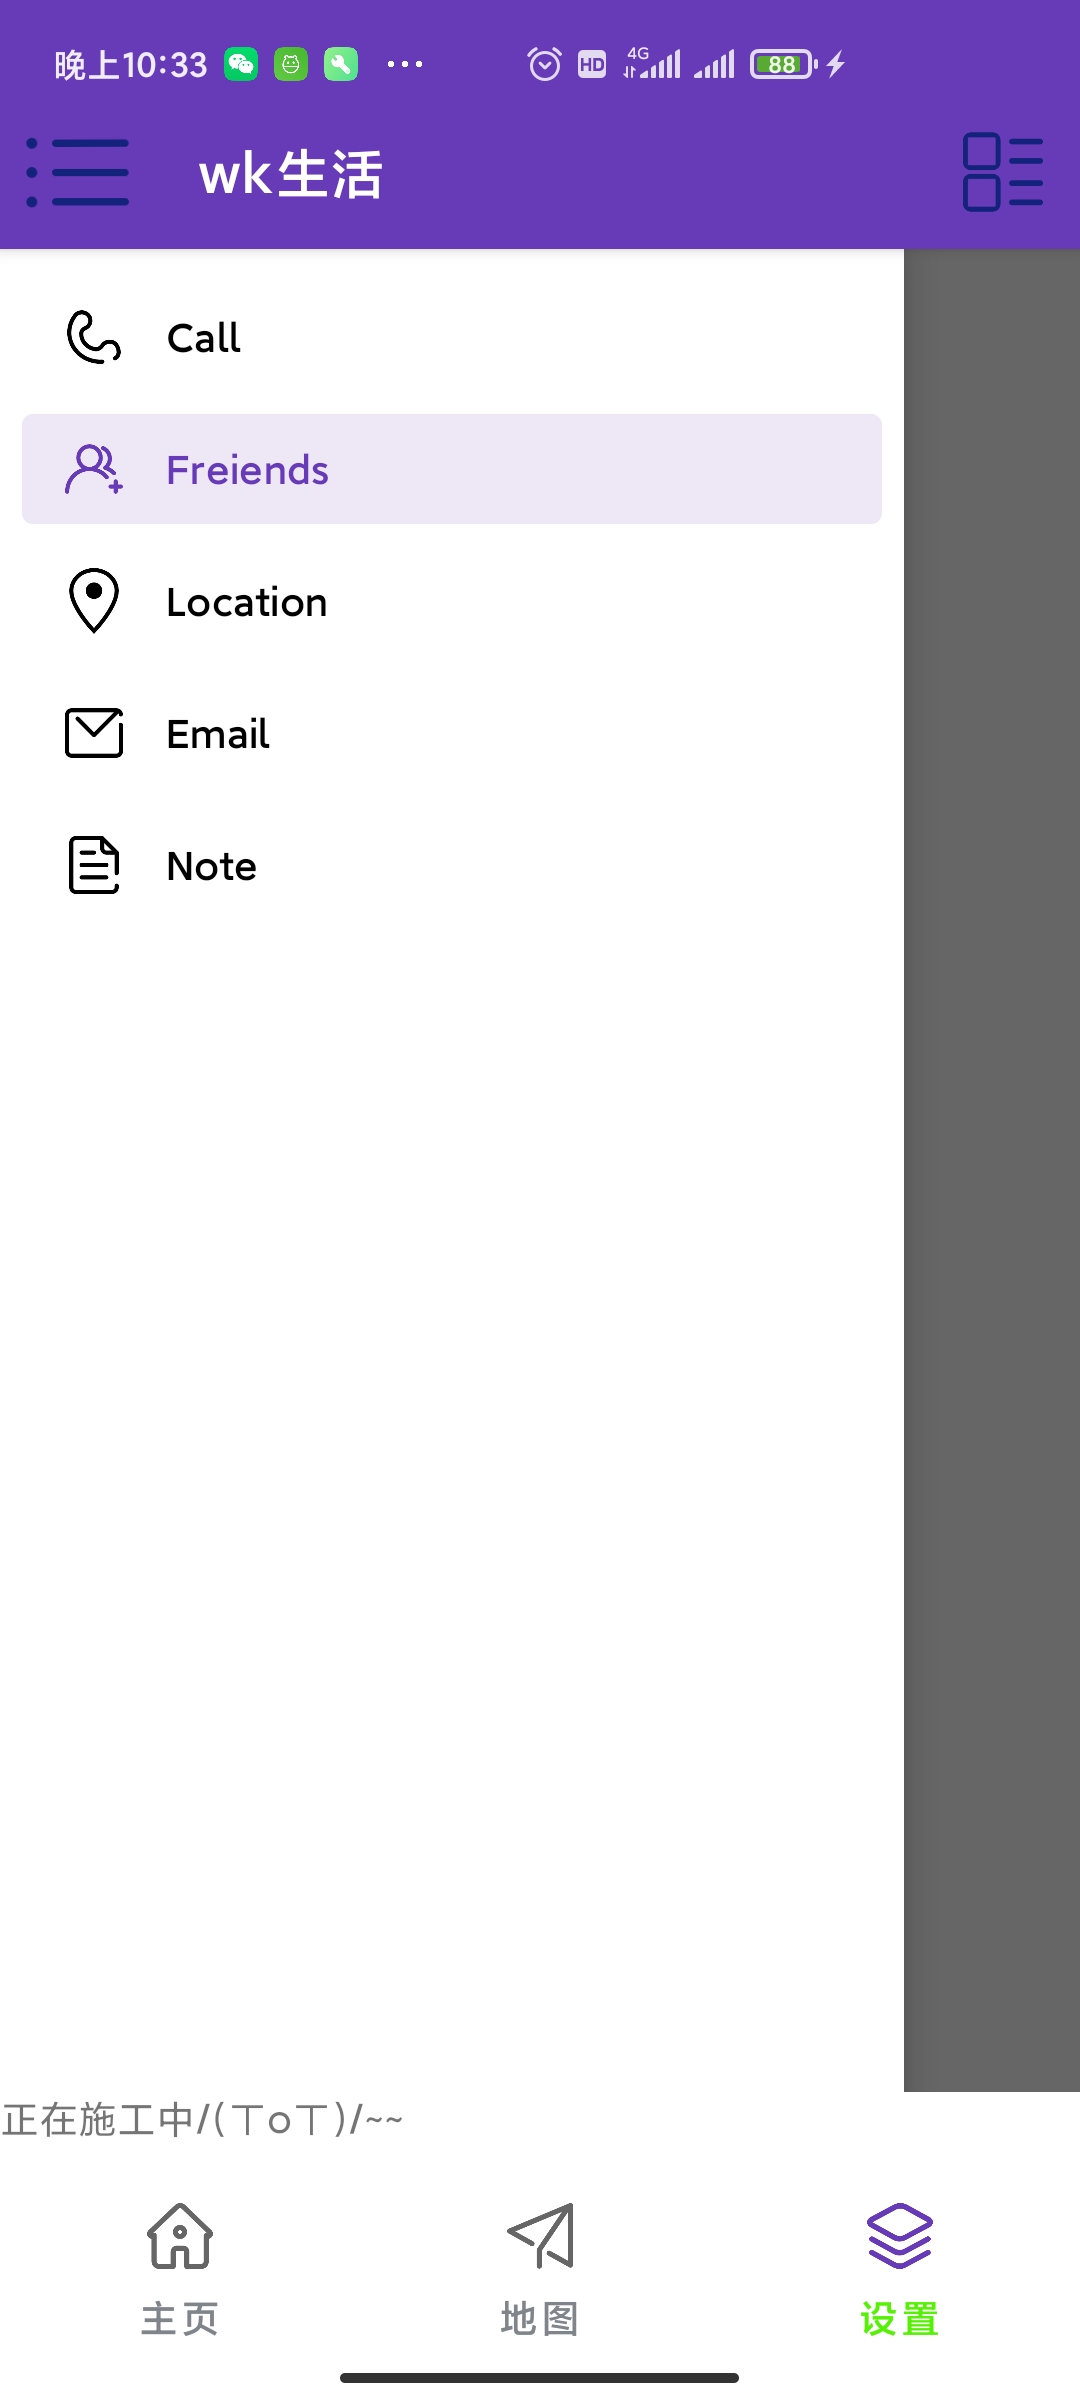 晚上10:33 ··· HD 4G 88
wk生活
Call
Freiends
Location
Email
Note
正在施工中/(ㄒoㄒ)/~~
主页 地图 设置